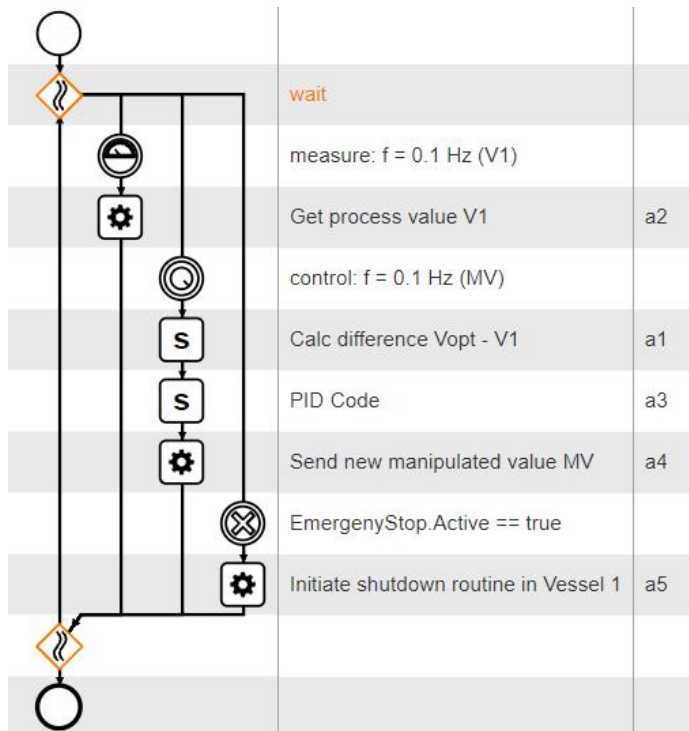 wait
measure: f = 0.1 Hz (V1)
Get process value V1 a2
control: f = 0.1 Hz (MV)
S Calc difference Vopt - V1 a1
S PID Code a3
Send new manipulated value MV a4
EmergenyStop.Active == true
Initiate shutdown routine in Vessel 1 a5